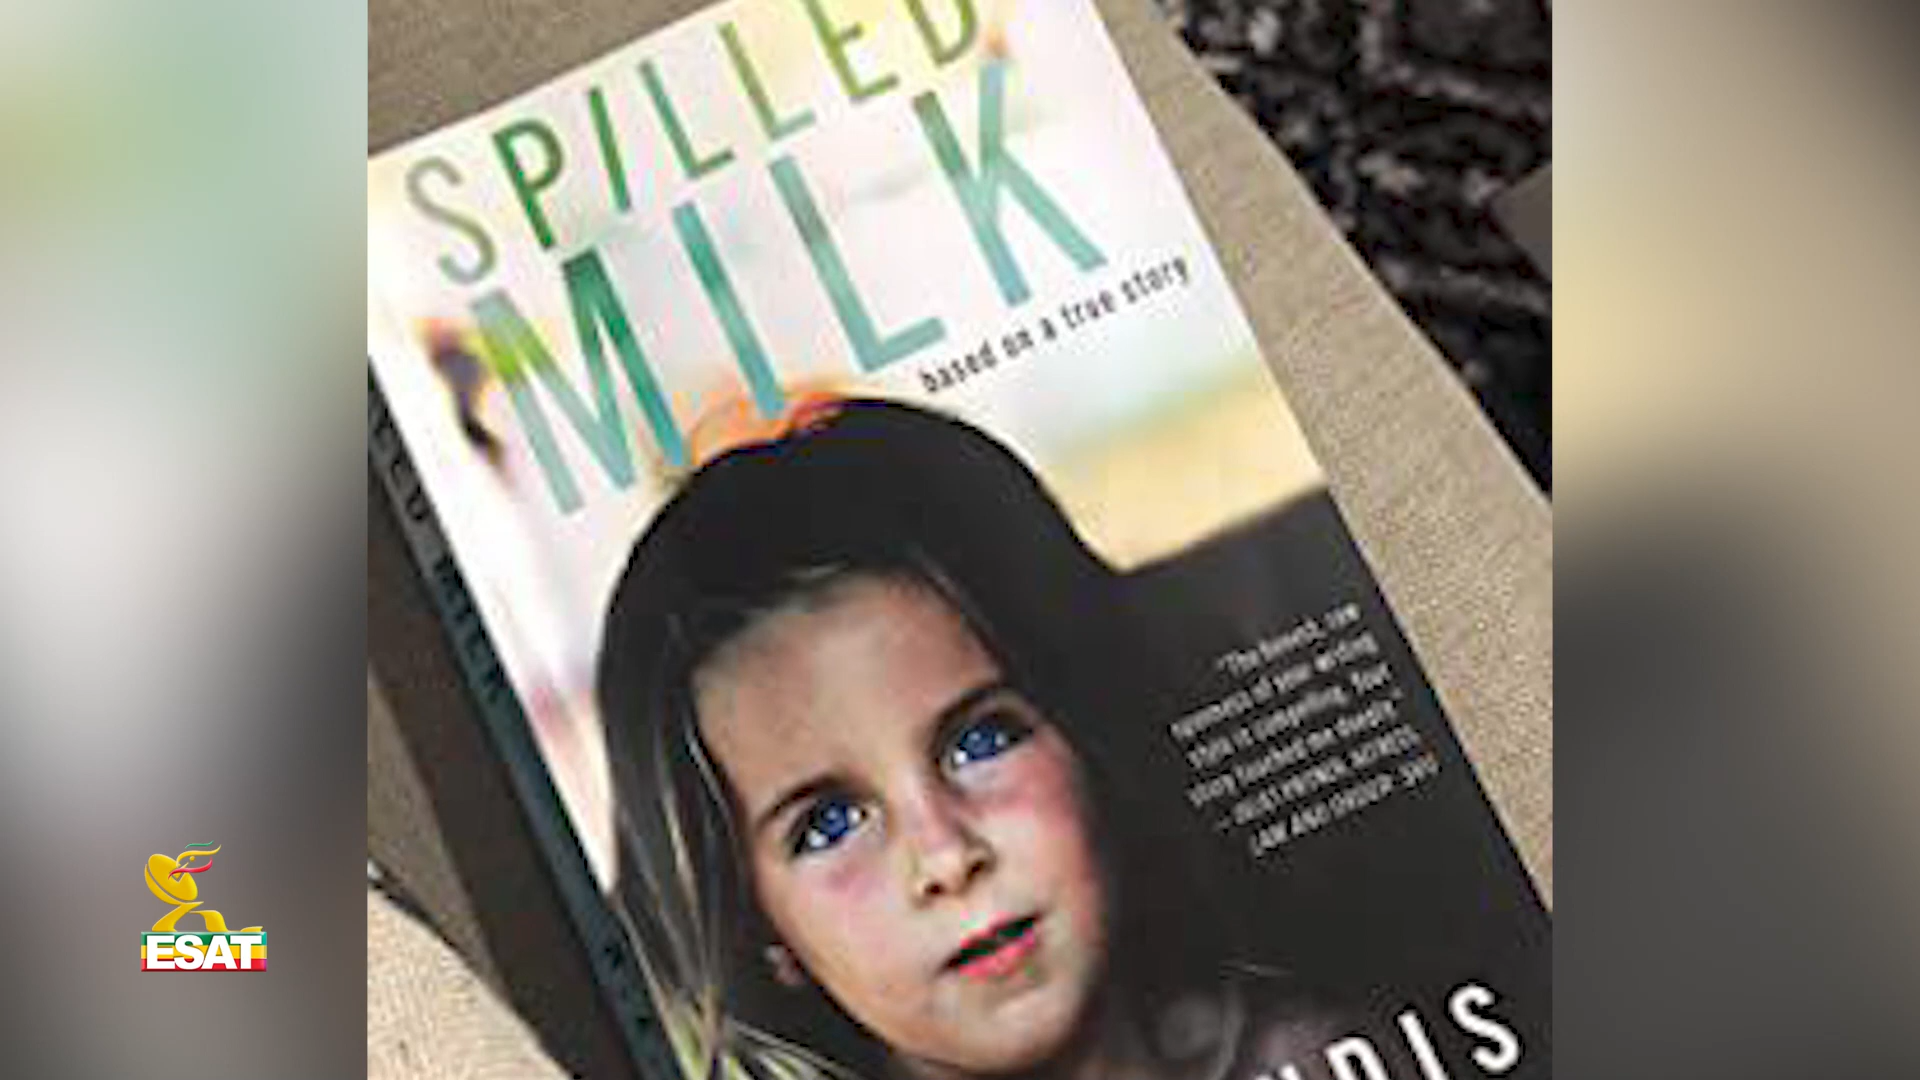 SPILLED
MILK
based on a true story
"The honest, raw
of your writing
style is compelling. Your
story touched me deeply."
LAW AND ORDER: SVU
NDIS
ESAT